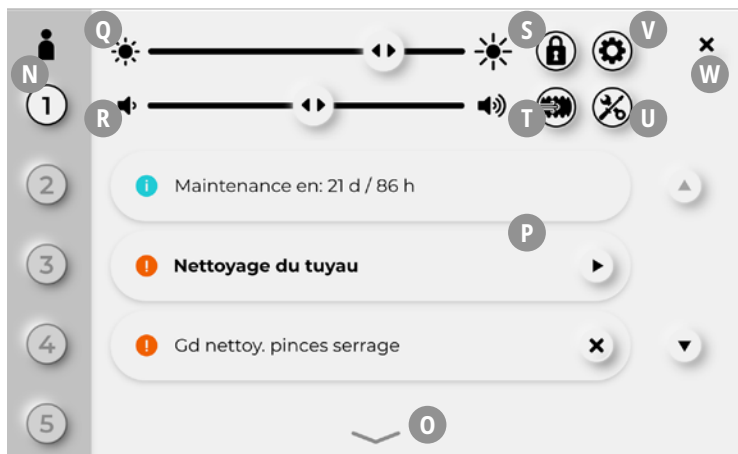 Q S V
N W
1 R T U
2 i Maintenance en: 21 d / 86 h
P
3 ! Nettoyage du tuyau
4 ! Gd nettoy. pinces serrage
5 O